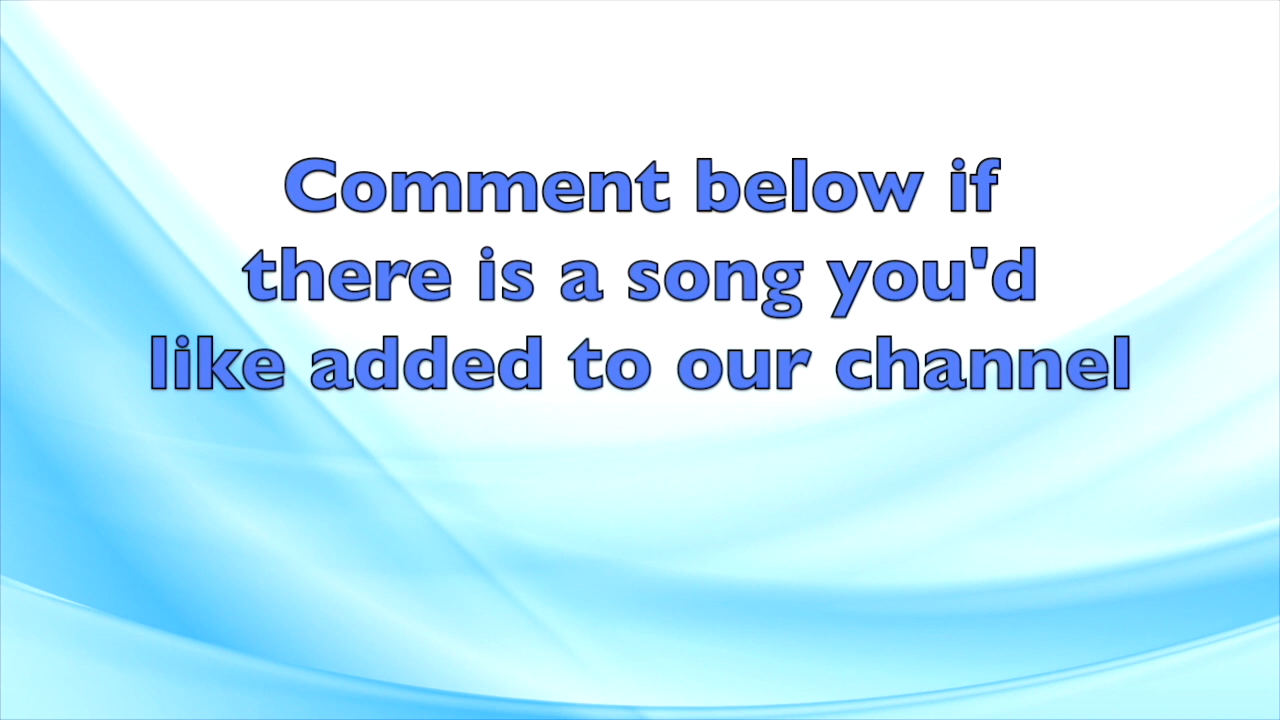 Comment below if
there is a song you'd
like added to our channel